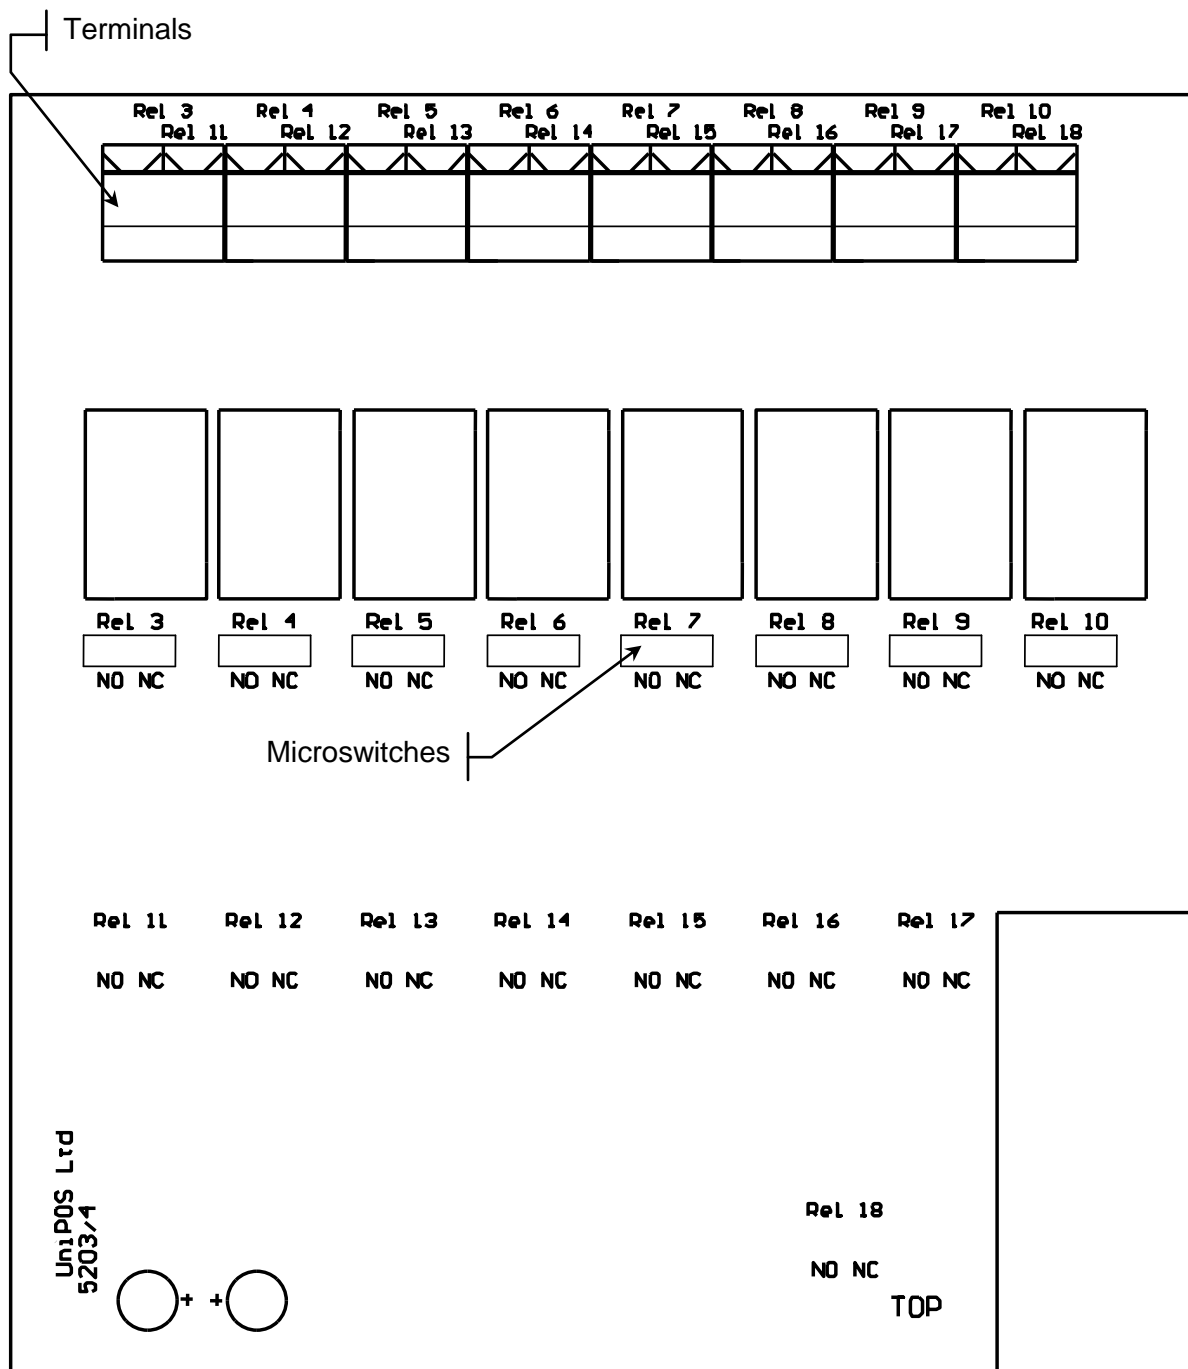 Terminals
Rel 3 Rel 4 Rel 5 Rel 6 Rel 7 Rel 8 Rel 9 Rel 10
Rel 11 Rel 12 Rel 13 Rel 14 Rel 15 Rel 16 Rel 17 Rel 18
Rel 3 Rel 4 Rel 5 Rel 6 Rel 7 Rel 8 Rel 9 Rel 10
NO NC NO NC NO NC NO NC NO NC NO NC NO NC NO NC
Microswitches
Rel 11 Rel 12 Rel 13 Rel 14 Rel 15 Rel 16 Rel 17
NO NC NO NC NO NC NO NC NO NC NO NC NO NC
UniPOS Ltd
5203/4
Rel 18
NO NC
+ +
TOP